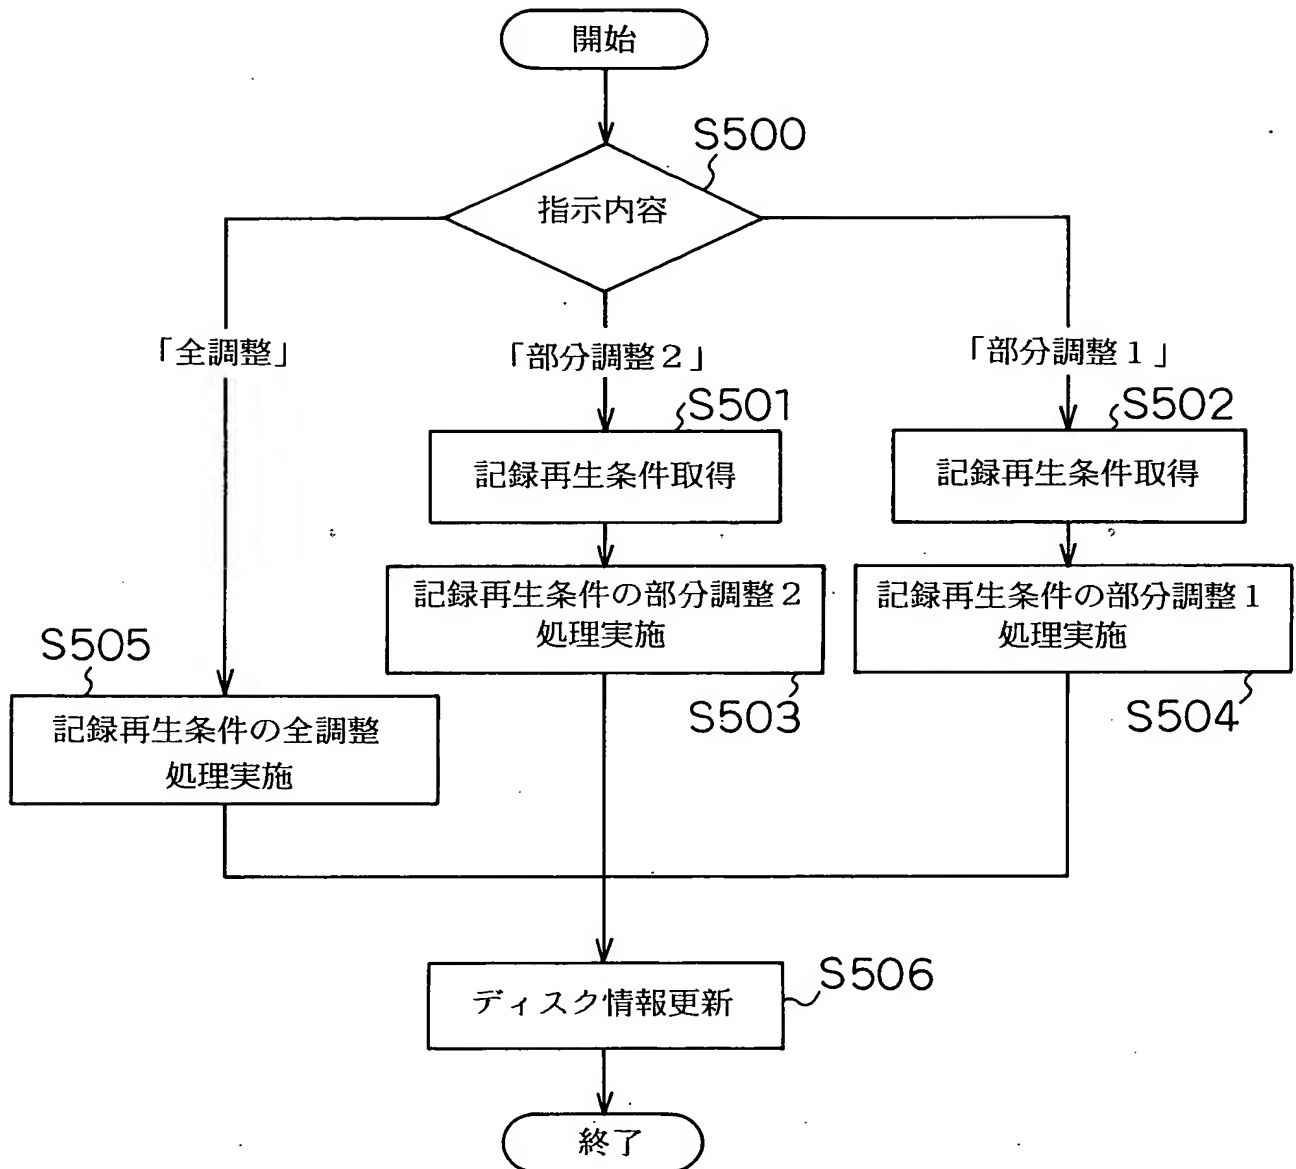 開始
S500
指示内容
「全調整」
「部分調整2」
「部分調整1」
S501
S502
記録再生条件取得
記録再生条件取得
記録再生条件の部分調整2
処理実施
記録再生条件の部分調整1
処理実施
S505
S503
S504
記録再生条件の全調整
処理実施
S506
ディスク情報更新
終了